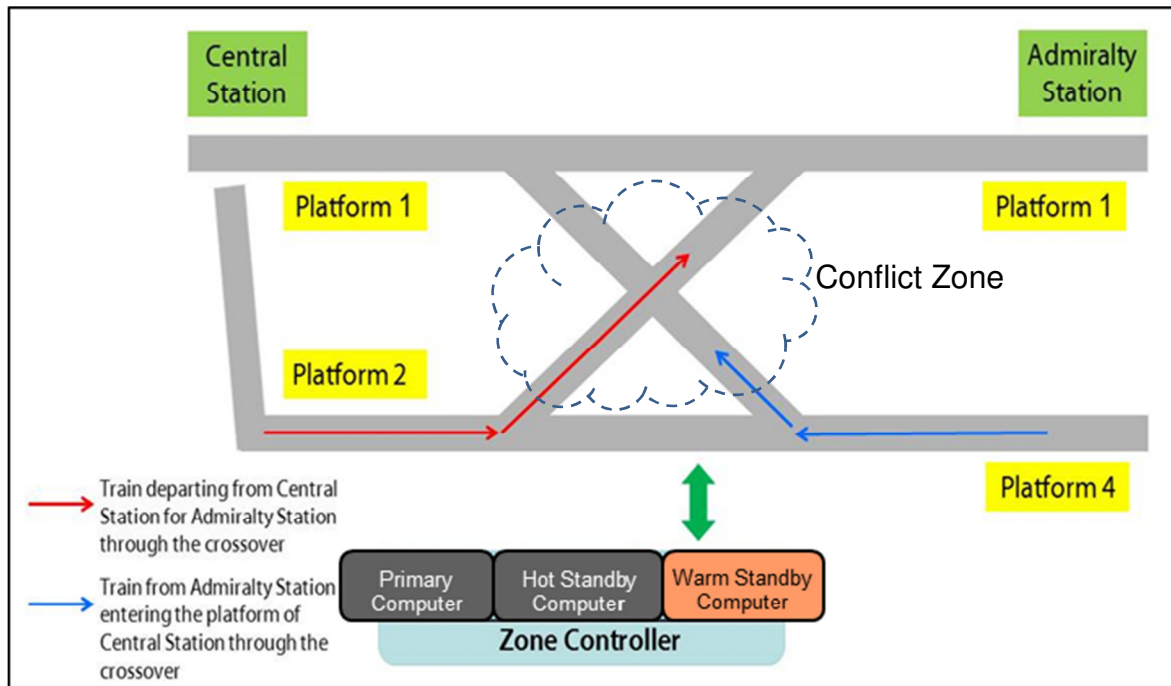 Central
Station
Admiralty
Station
Platform 1
Platform 1
Conflict Zone
Platform 2
Platform 4
Train departing from Central
Station for Admiralty Station
through the crossover
Train from Admiralty Station
entering the platform of
Central Station through the
crossover
Primary
Computer
Hot Standby
Computer
Warm Standby
Computer
Zone Controller